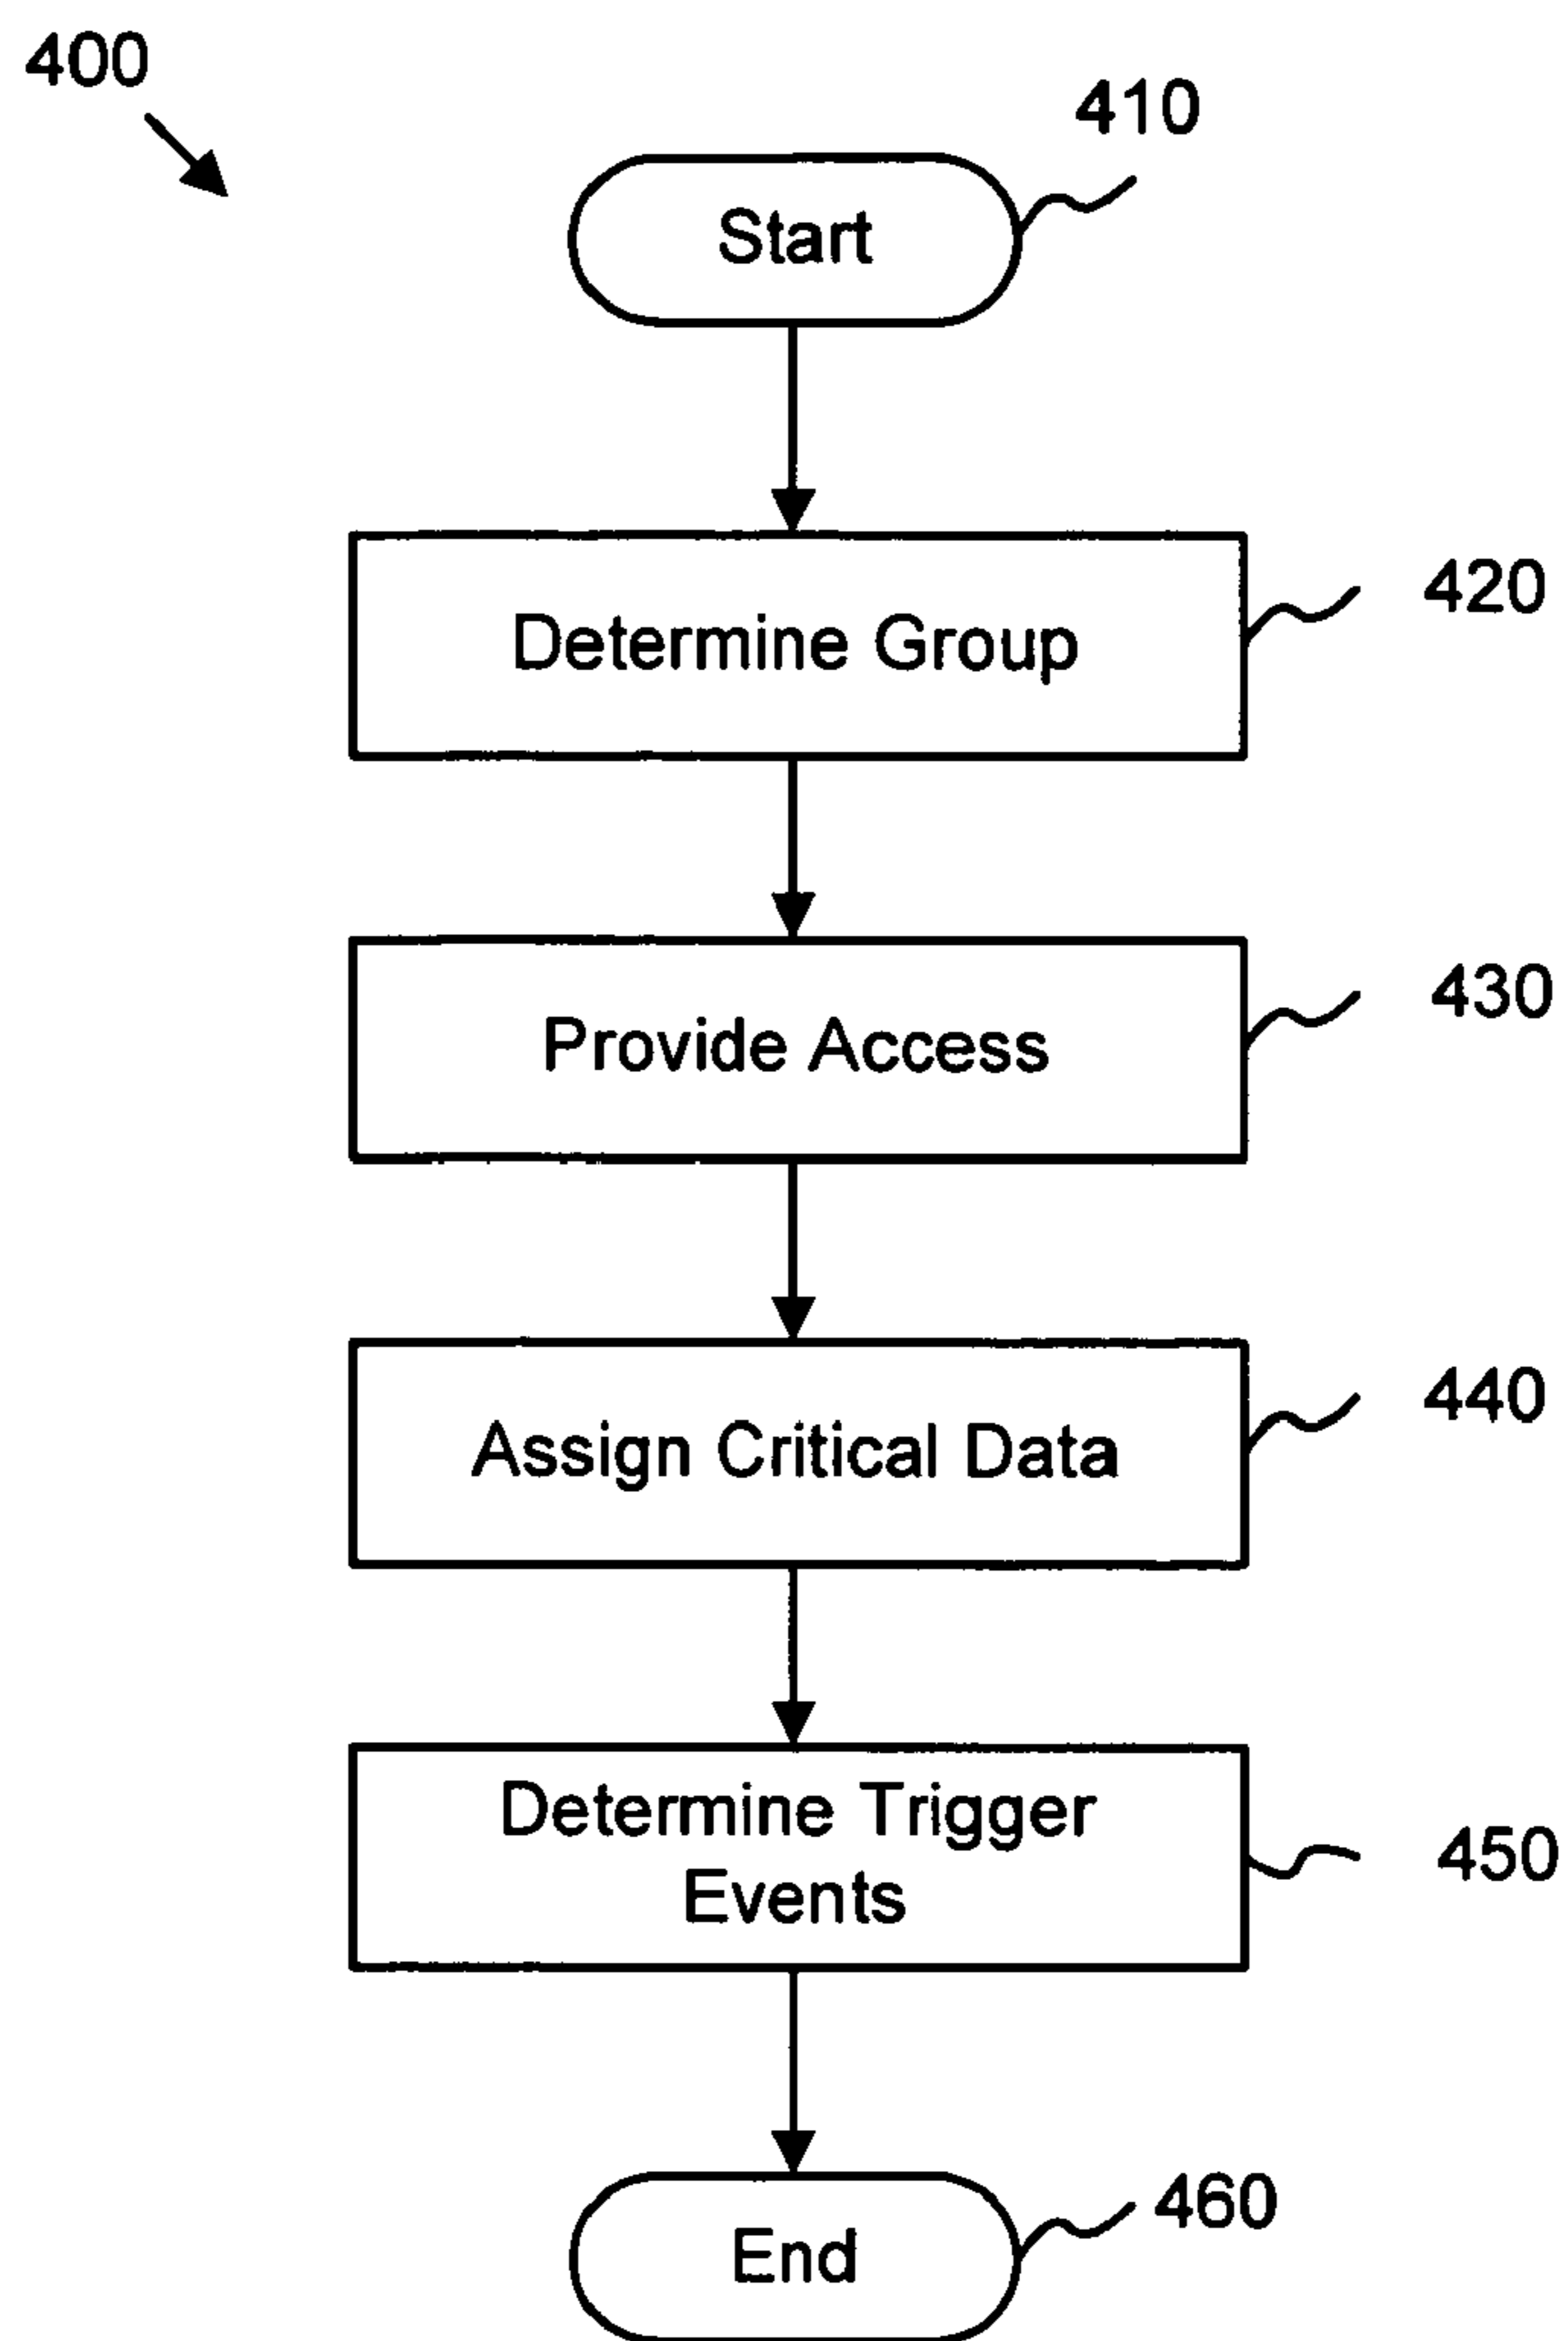 400
410
Start
420
Determine Group
430
Provide Access
440
Assign Critical Data
Determine Trigger
450
Events
460
End